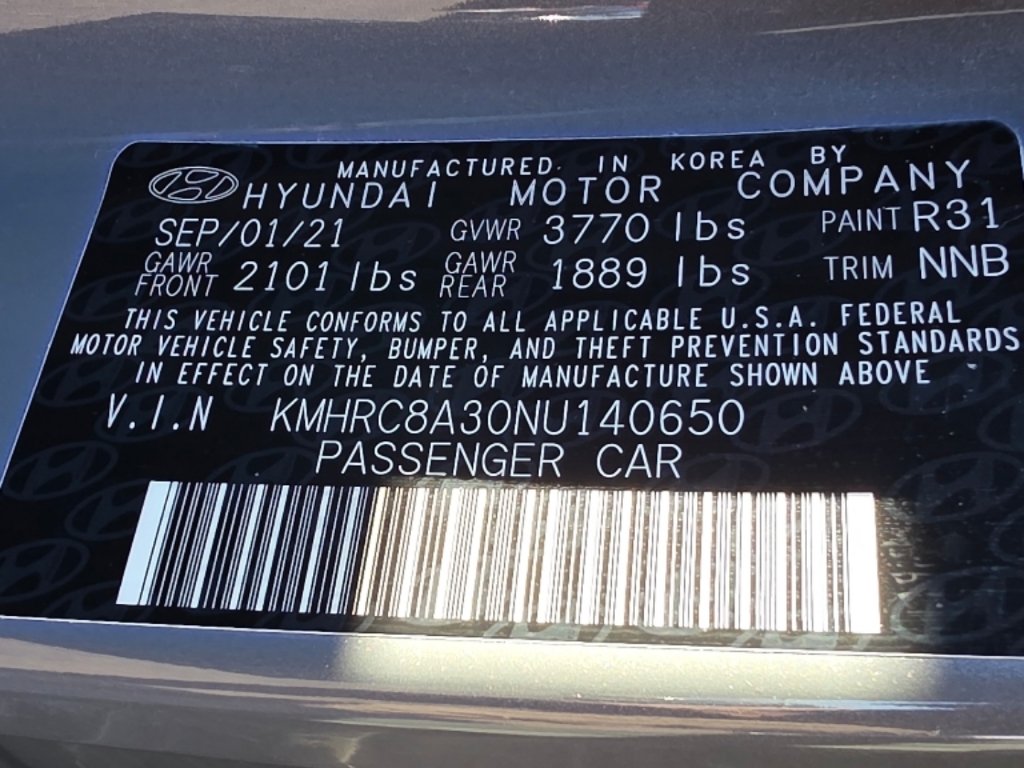 MANUFACTURED IN KOREA BY
HYUNDAI MOTOR COMPANY
SEP/01/21 GVWR 3770 lbs PAINT R31
GAWR FRONT 2101 lbs GAWR REAR 1889 lbs TRIM NNB
THIS VEHICLE CONFORMS TO ALL APPLICABLE U.S.A. FEDERAL
MOTOR VEHICLE SAFETY, BUMPER, AND THEFT PREVENTION STANDARDS
IN EFFECT ON THE DATE OF MANUFACTURE SHOWN ABOVE
V.I.N KMHRC8A30NU140650
PASSENGER CAR